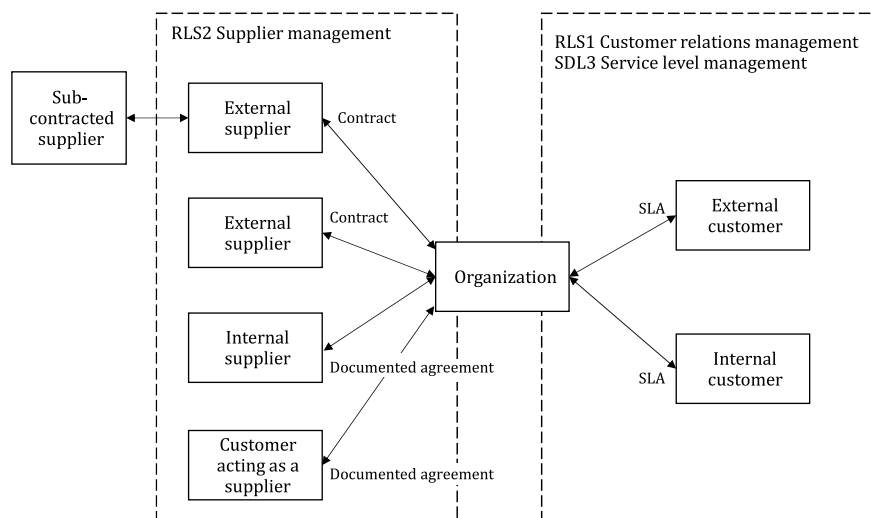 RLS2 Supplier management
RLS1 Customer relations management
SDL3 Service level management
Sub-
contracted
supplier
External
supplier
Contract
External
supplier
Contract
SLA
External
customer
Organization
Internal
supplier
Documented agreement
Internal
customer
SLA
Customer
acting as a
supplier
Documented agreement